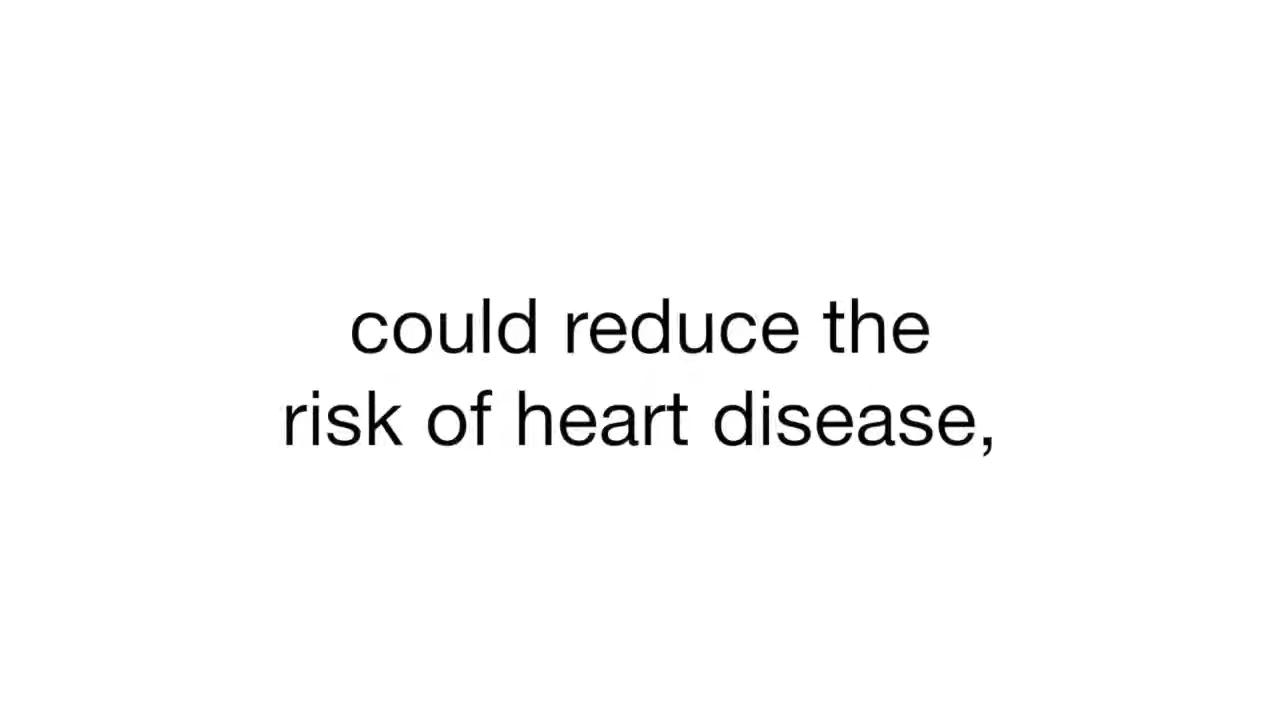 could reduce the
risk of heart disease,